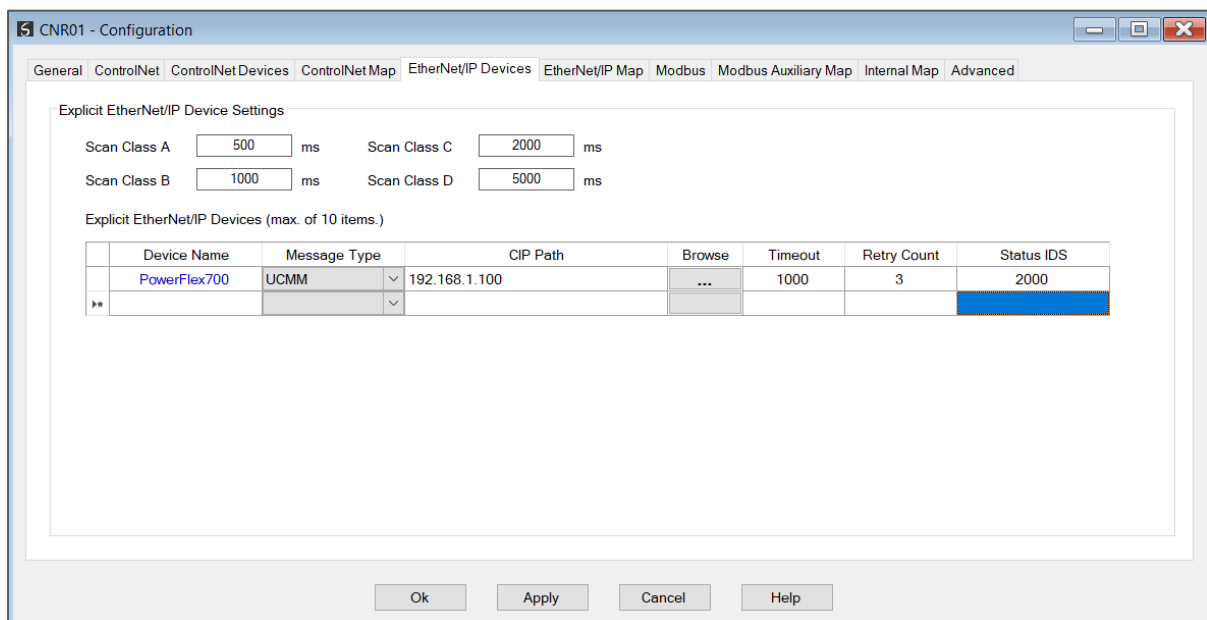 CNR01 - Configuration
General ControlNet ControlNet Devices ControlNet Map EtherNet/IP Devices EtherNet/IP Map Modbus Modbus Auxiliary Map Internal Map Advanced
Explicit EtherNet/IP Device Settings
Scan Class A 500 ms Scan Class C 2000 ms
Scan Class B 1000 ms Scan Class D 5000 ms
Explicit EtherNet/IP Devices (max. of 10 items.)
Device Name Message Type CIP Path Browse Timeout Retry Count Status IDS
PowerFlex700 UCMM 192.168.1.100 ... 1000 3 2000
Ok Apply Cancel Help